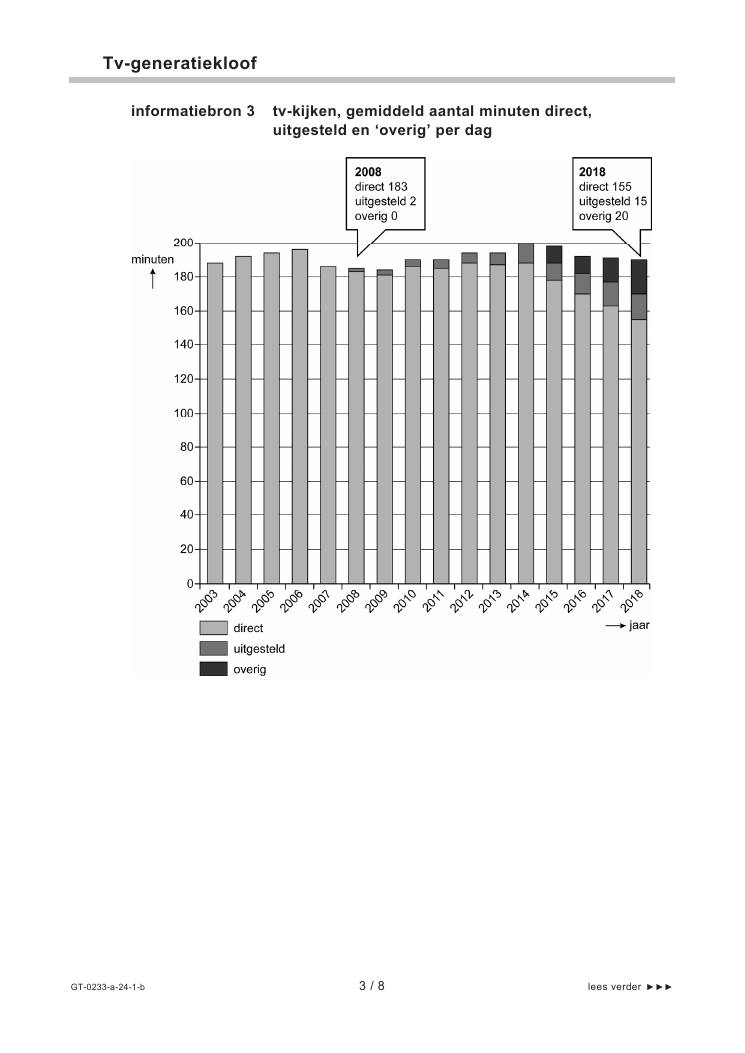 Tv-generatiekloof
informatiebron 3 tv-kijken, gemiddeld aantal minuten direct,
uitgesteld en ‘overig’ per dag
2008
direct 183
uitgesteld 2
overig 0
2018
direct 155
uitgesteld 15
overig 20
minuten
200
180
160
140
120
100
80
60
40
20
0
2003 2004 2005 2006 2007 2008 2009 2010 2011 2012 2013 2014 2015 2016 2017 2018
jaar
direct
uitgesteld
overig
GT-0233-a-24-1-b 3 / 8 lees verder ►►►